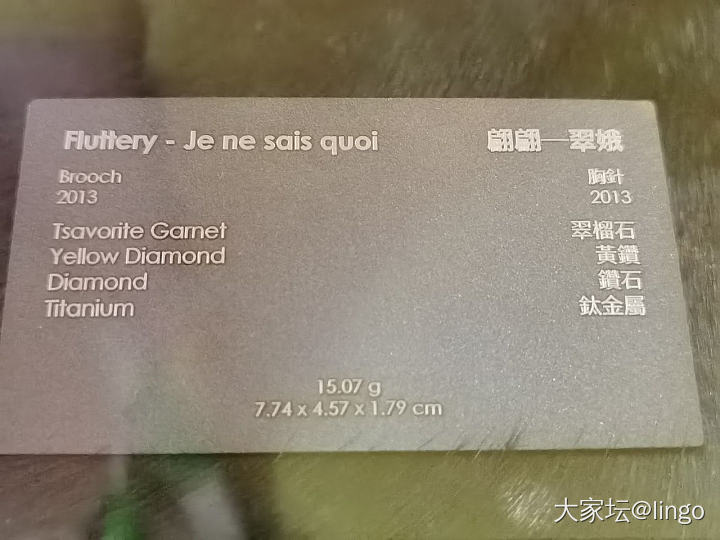 Fluttery - Je ne sais quoi 翩翩—翠娥
Brooch 胸針
2013 2013
Tsavorite Garnet 翠榴石
Yellow Diamond 黃鑽
Diamond 鑽石
Titanium 鈦金屬
15.07 g
7.74 x 4.57 x 1.79 cm
大家坛@lingo